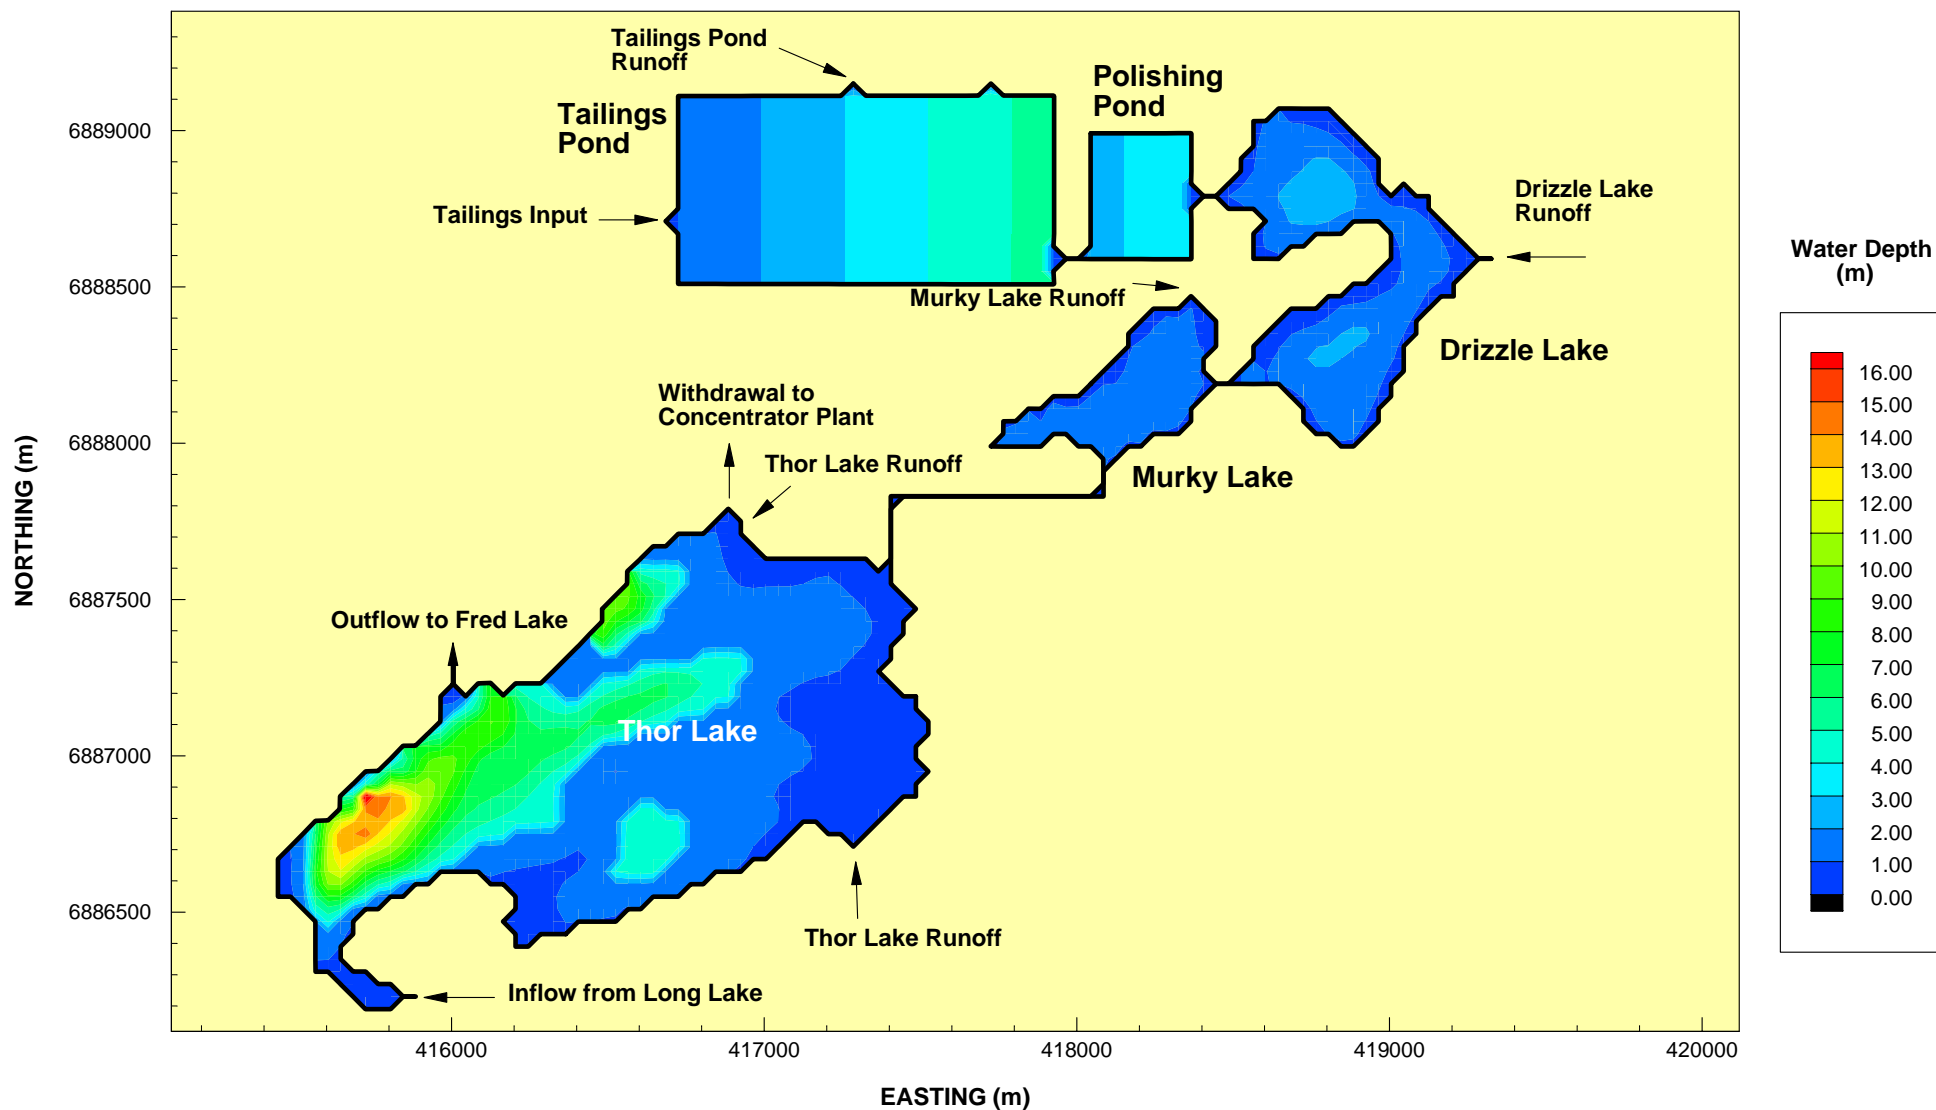 Tailings Pond
Runoff
Polishing
Pond
Tailings
Pond
6889000
Drizzle Lake
Runoff
Tailings Input
Water Depth
(m)
6888500
Murky Lake Runoff
Drizzle Lake
16.00
15.00
14.00
13.00
12.00
11.00
10.00
9.00
8.00
7.00
6.00
5.00
4.00
3.00
2.00
1.00
0.00
Withdrawal to
Concentrator Plant
6888000
Thor Lake Runoff
Murky Lake
NORTHING (m)
6887500
Outflow to Fred Lake
Thor Lake
6887000
6886500
Thor Lake Runoff
Inflow from Long Lake
416000
417000
418000
419000
420000
EASTING (m)